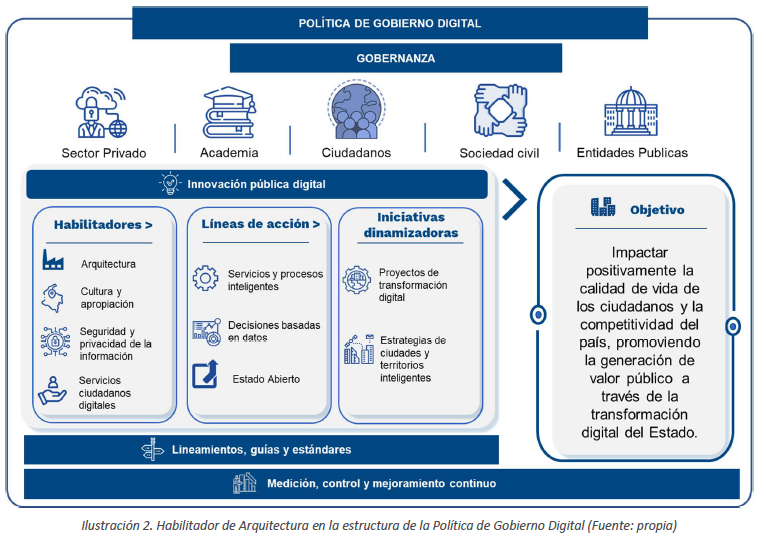 POLÍTICA DE GOBIERNO DIGITAL
GOBERNANZA
Sector Privado
Academia
Ciudadanos
Sociedad civil
Entidades Publicas
Innovación pública digital
Habilitadores >
Arquitectura
Cultura y
apropiación
Seguridad y
privacidad de la
información
Servicios
ciudadanos
digitales
Líneas de acción >
Servicios y procesos
inteligentes
Decisiones basadas
en datos
Estado Abierto
Iniciativas
dinamizadoras
Proyectos de
transformación
digital
Estrategias de
ciudades y
territorios
inteligentes
Objetivo
Impactar
positivamente la
calidad de vida de
los ciudadanos y la
competitividad del
país, promoviendo
la generación de
valor público a
través de la
transformación
digital del Estado.
Lineamientos, guías y estándares
Medición, control y mejoramiento continuo
Ilustración 2. Habilitador de Arquitectura en la estructura de la Política de Gobierno Digital (Fuente: propia)